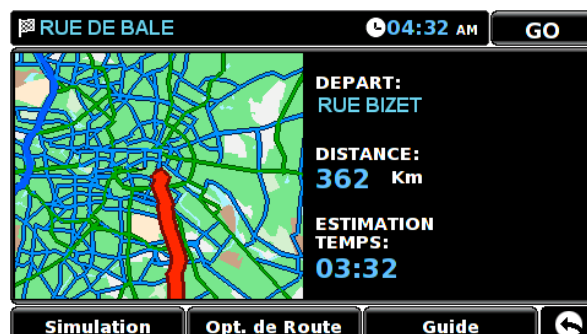 RUE DE BALE
04:32 AM
GO
DEPART:
RUE BIZET
DISTANCE:
362 Km
ESTIMATION
TEMPS:
03:32
Simulation
Opt. de Route
Guide